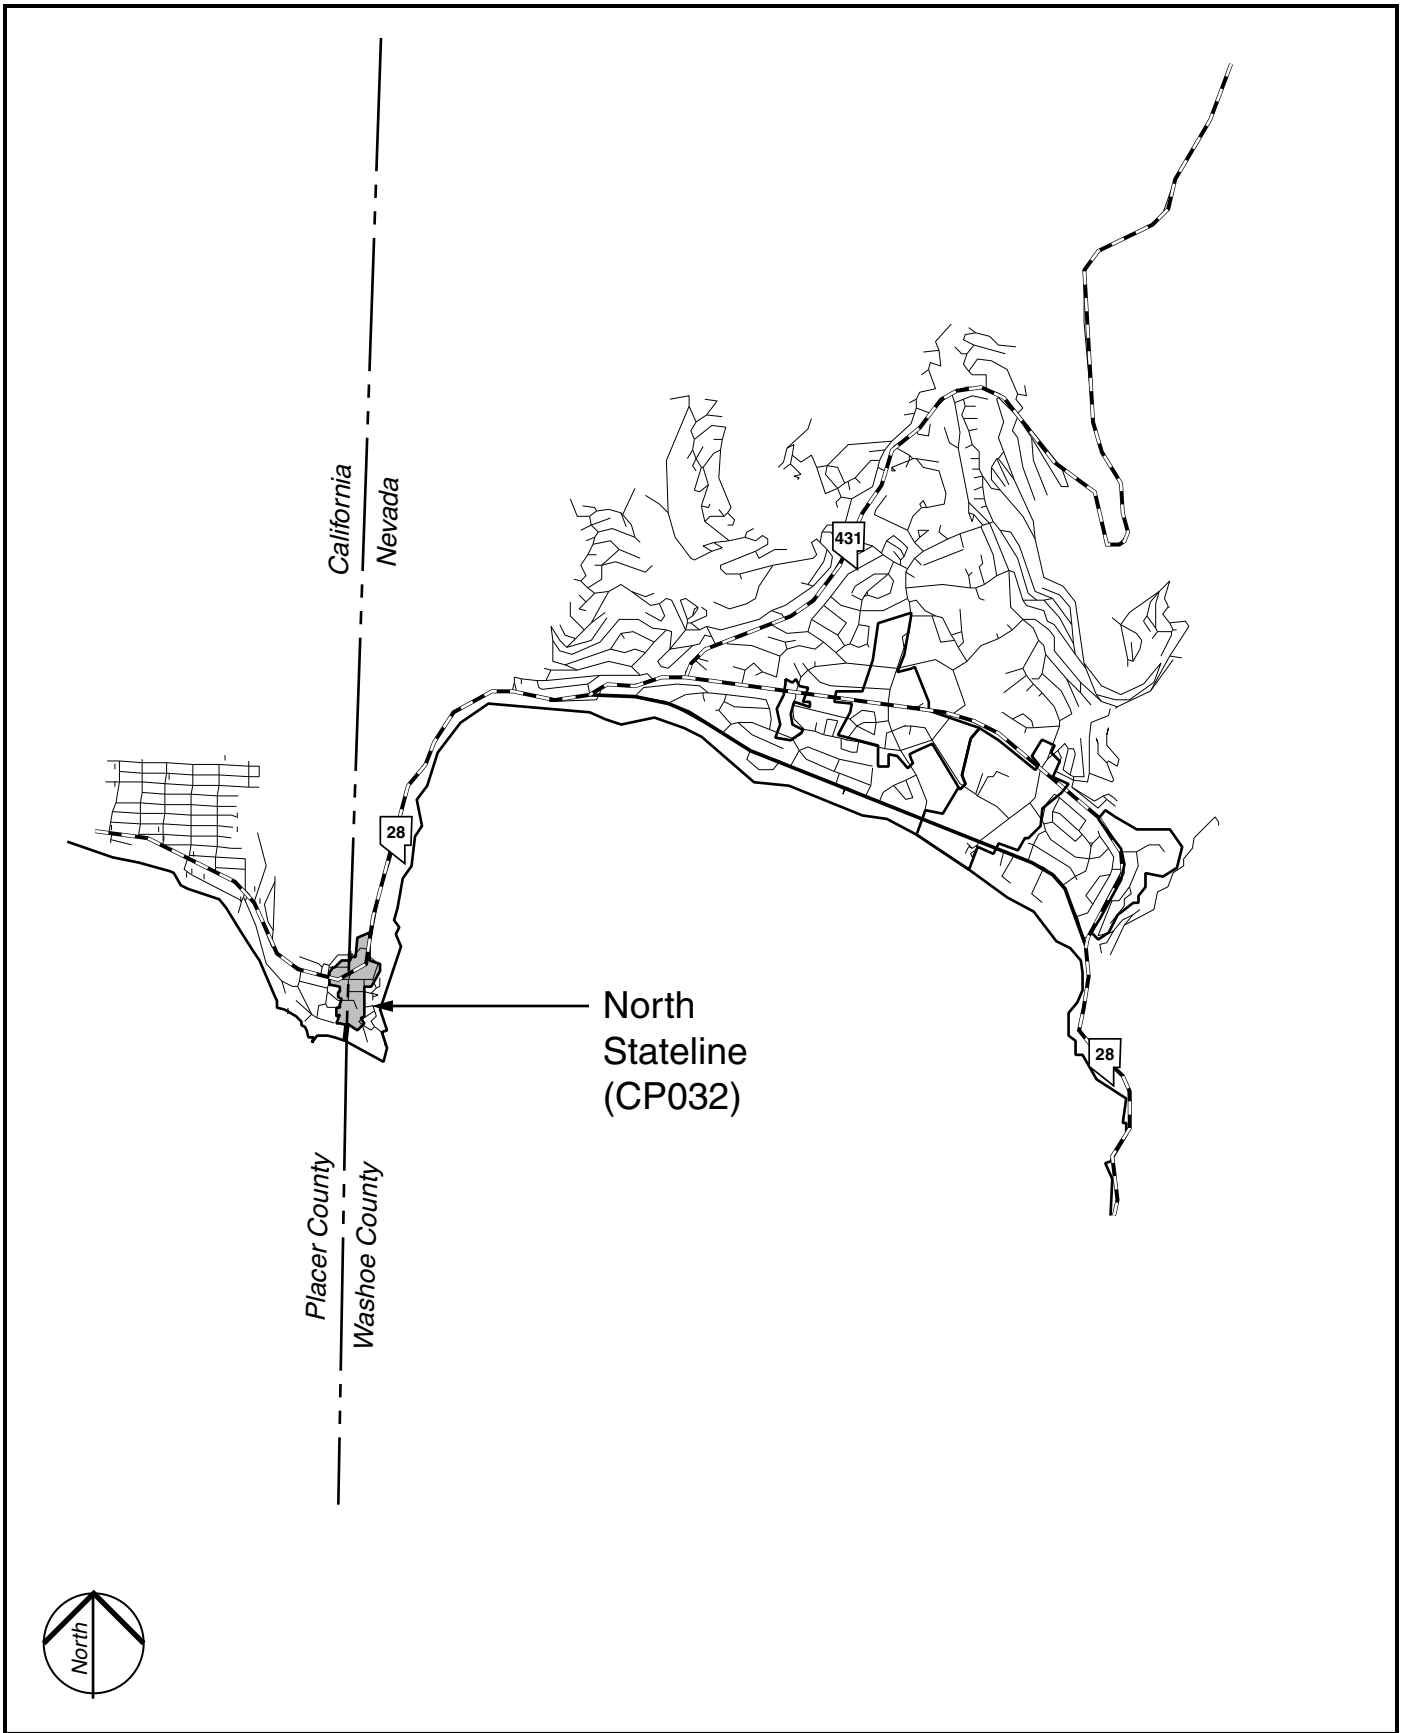 California
Nevada
431
28
North
Stateline
(CP032)
28
Placer County
Washoe County
North